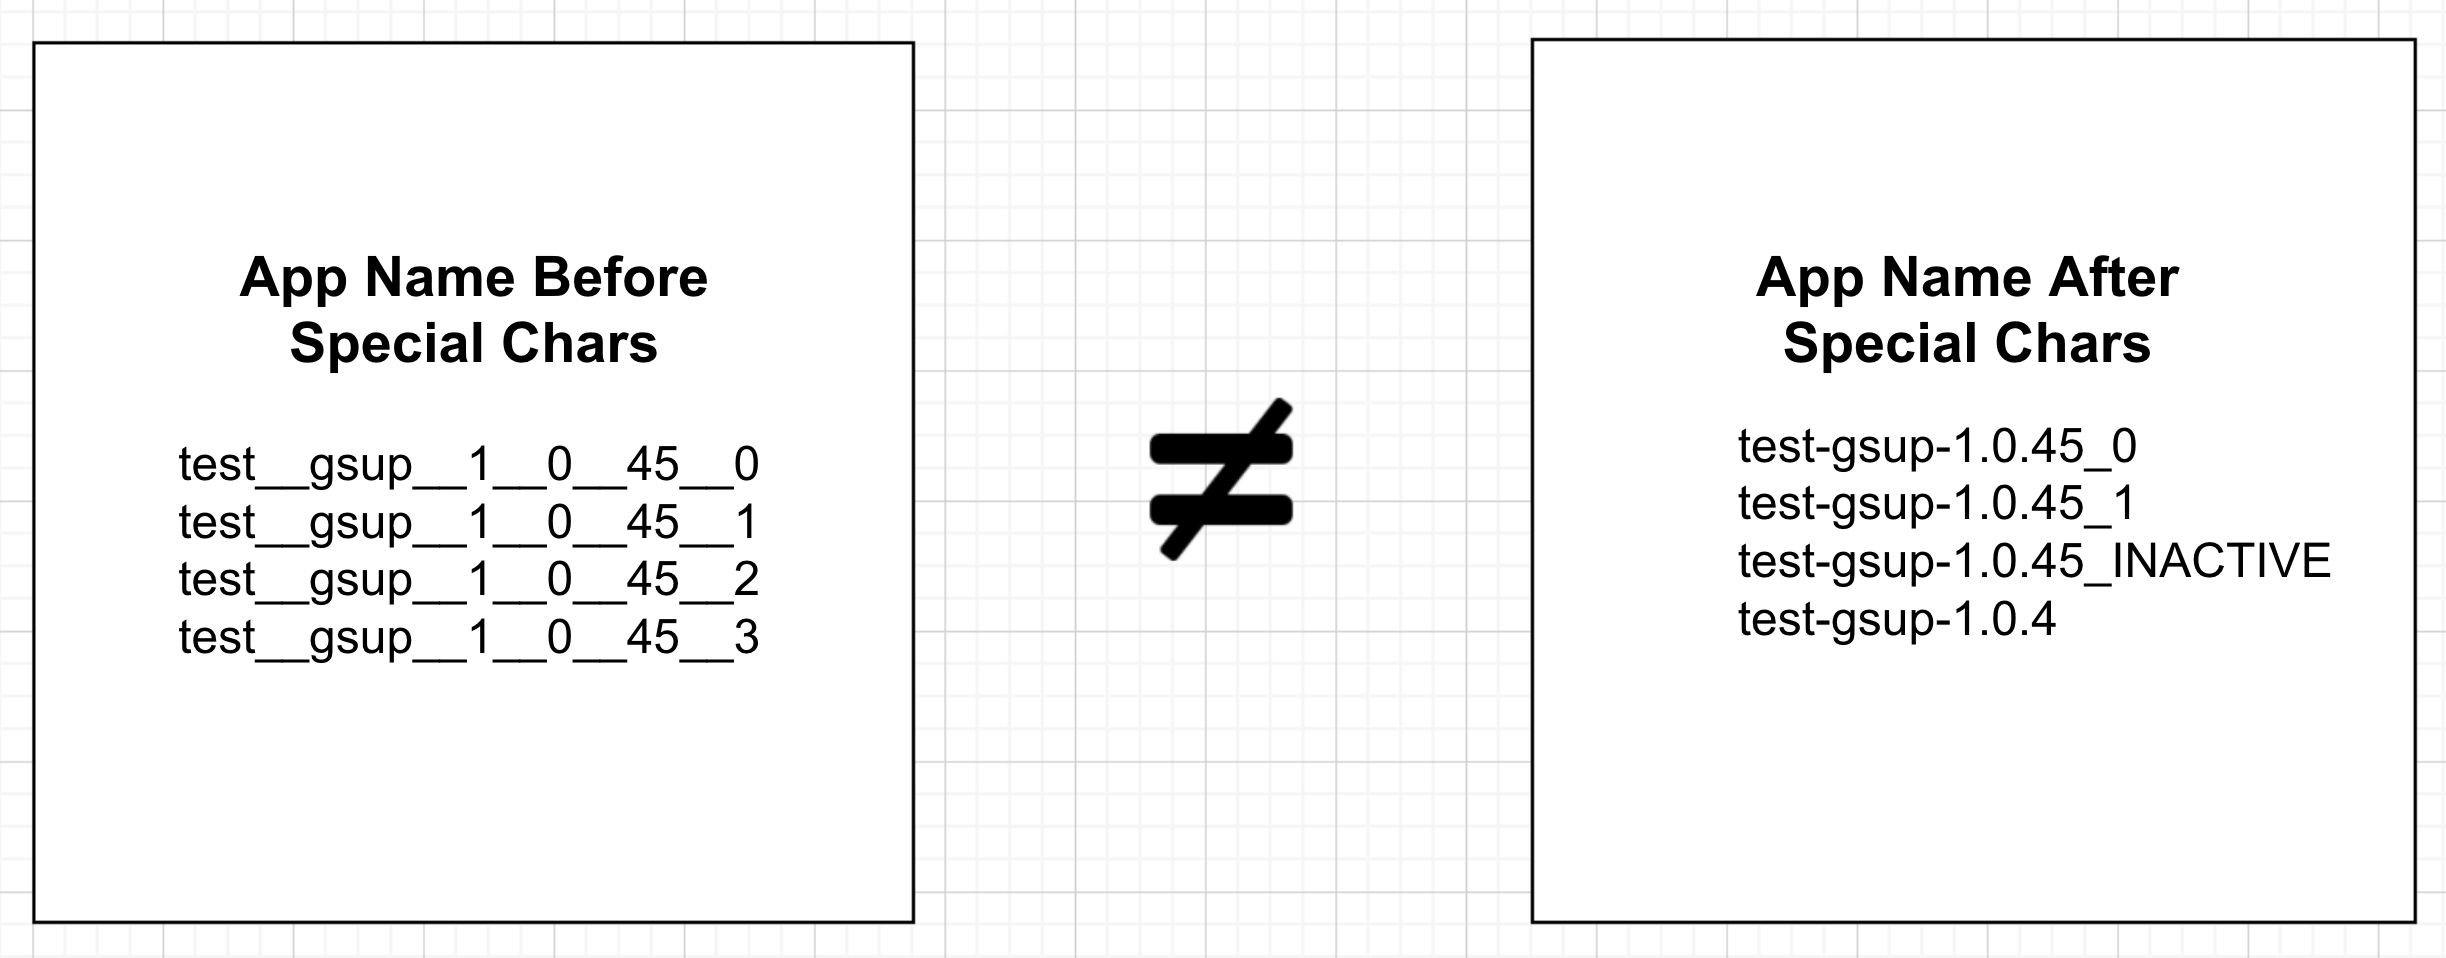 App Name Before
Special Chars
test__gsup__1__0__45__0
test__gsup__1__0__45__1
test__gsup__1__0__45__2
test__gsup__1__0__45__3
≠
App Name After
Special Chars
test-gsup-1.0.45_0
test-gsup-1.0.45_1
test-gsup-1.0.45_INACTIVE
test-gsup-1.0.4